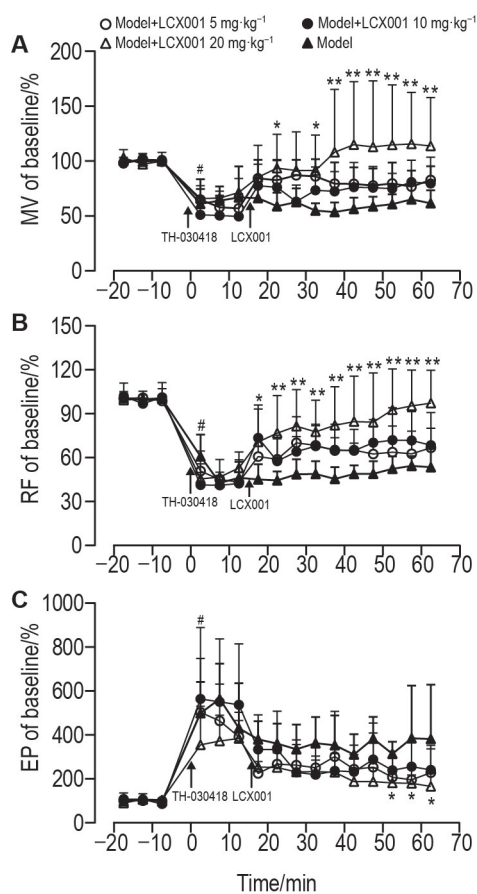 Model+LCX001 5 mg·kg⁻¹ Model+LCX001 10 mg·kg⁻¹
Model+LCX001 20 mg·kg⁻¹ Model
A
MV of baseline/%
200
150
100
50
0
#
* * ** ** ** ** ** **
TH-030418 LCX001
−20 −10 0 10 20 30 40 50 60 70
B
RF of baseline/%
150
120
90
60
30
0
#
* ** ** ** ** ** ** ** ** **
TH-030418 LCX001
−20 −10 0 10 20 30 40 50 60 70
C
EP of baseline/%
1000
800
600
400
200
0
#
TH-030418 LCX001
* * *
−20 −10 0 10 20 30 40 50 60 70
Time/min